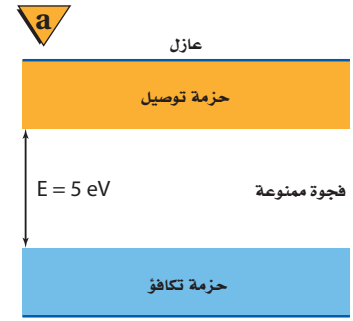 a
عازل
حزمة توصيل
E = 5 eV
فجوة ممنوعة
حزمة تكافؤ